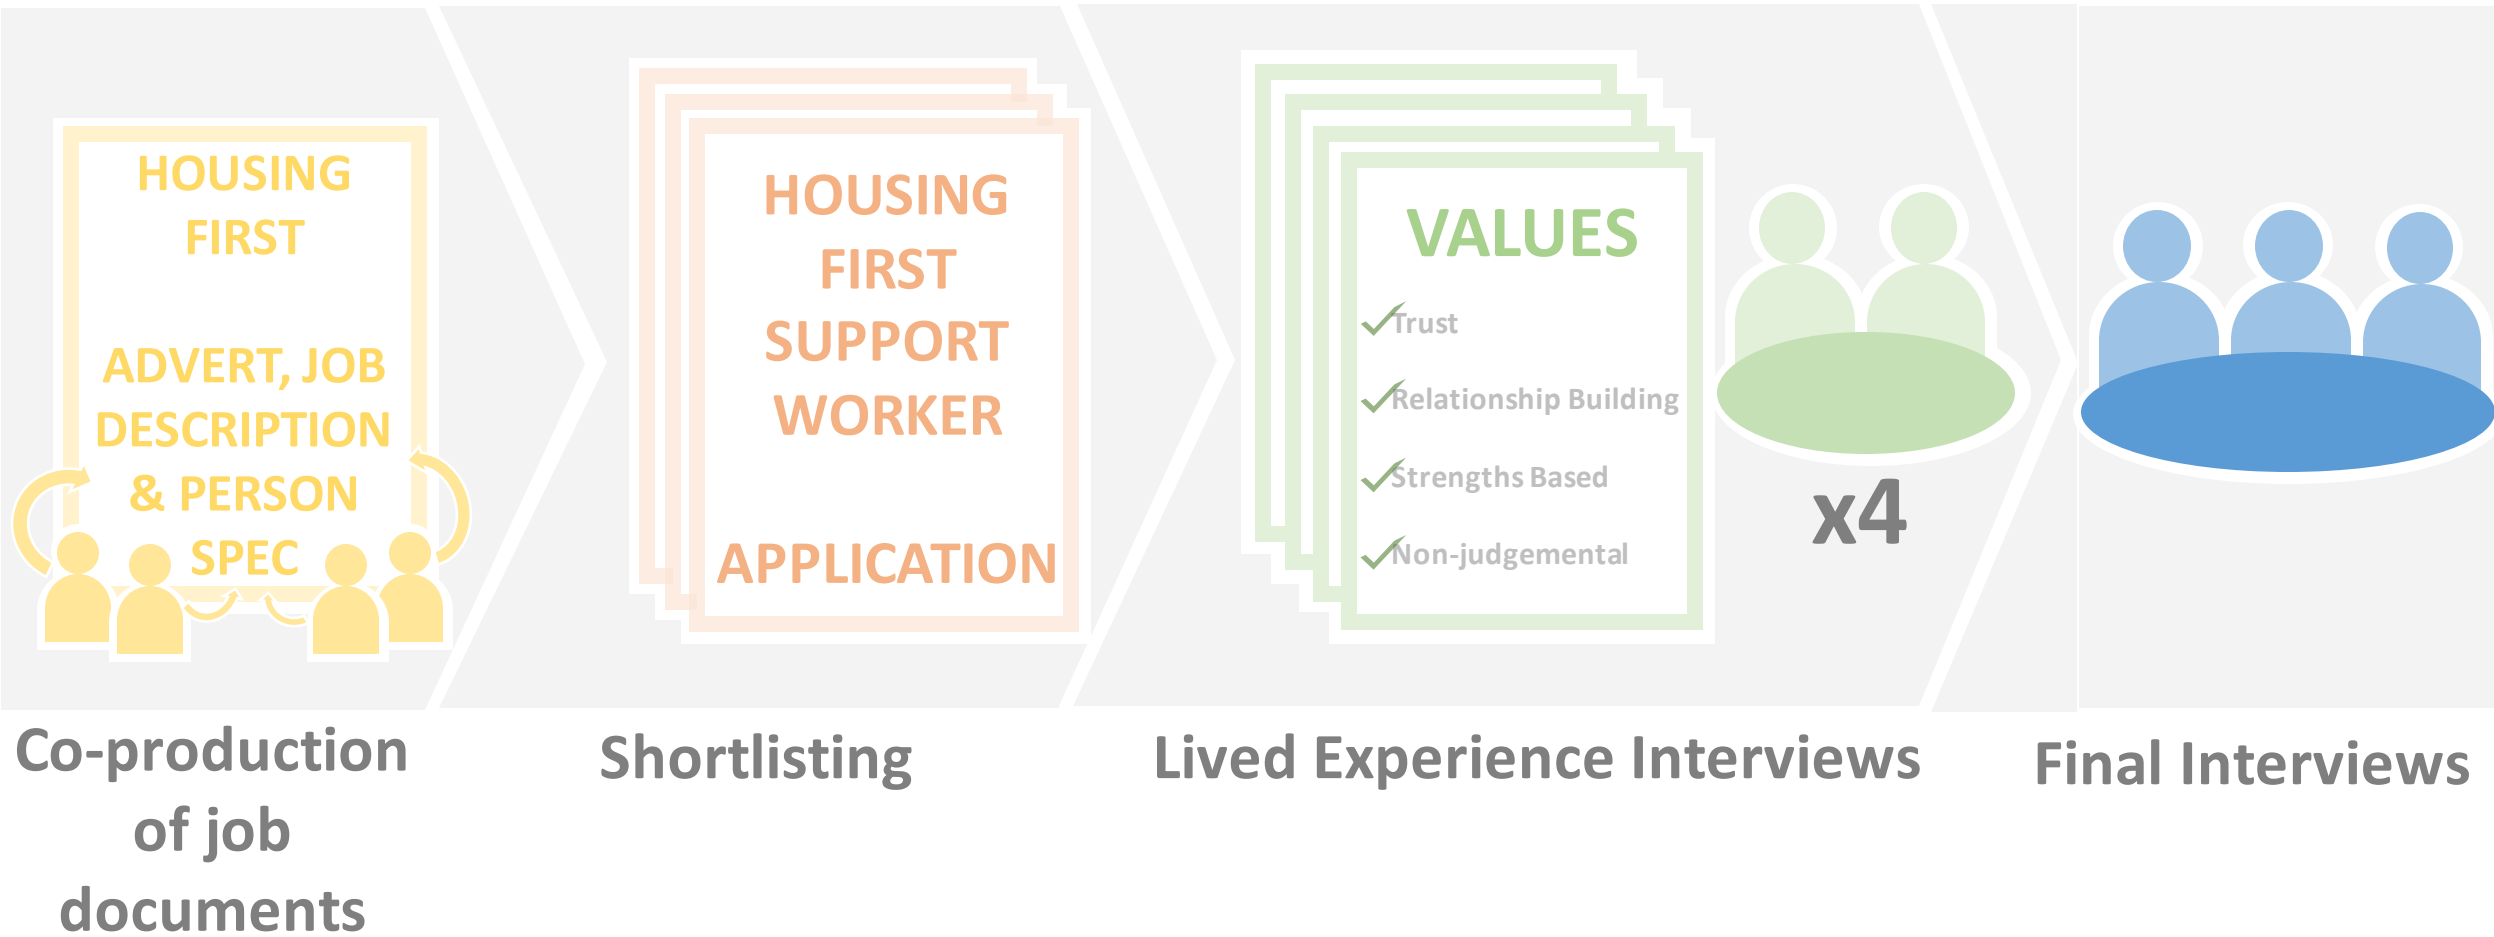 HOUSING
FIRST
ADVERT, JOB
DESCRIPTION
& PERSON
SPEC
HOUSING
FIRST
SUPPORT
WORKER
APPLICATION
VALUES
Trust
Relationship Building
Strengths Based
Non-judgemental
x4
Co-production
of job
documents
Shortlisting
Lived Experience Interviews
Final Interviews